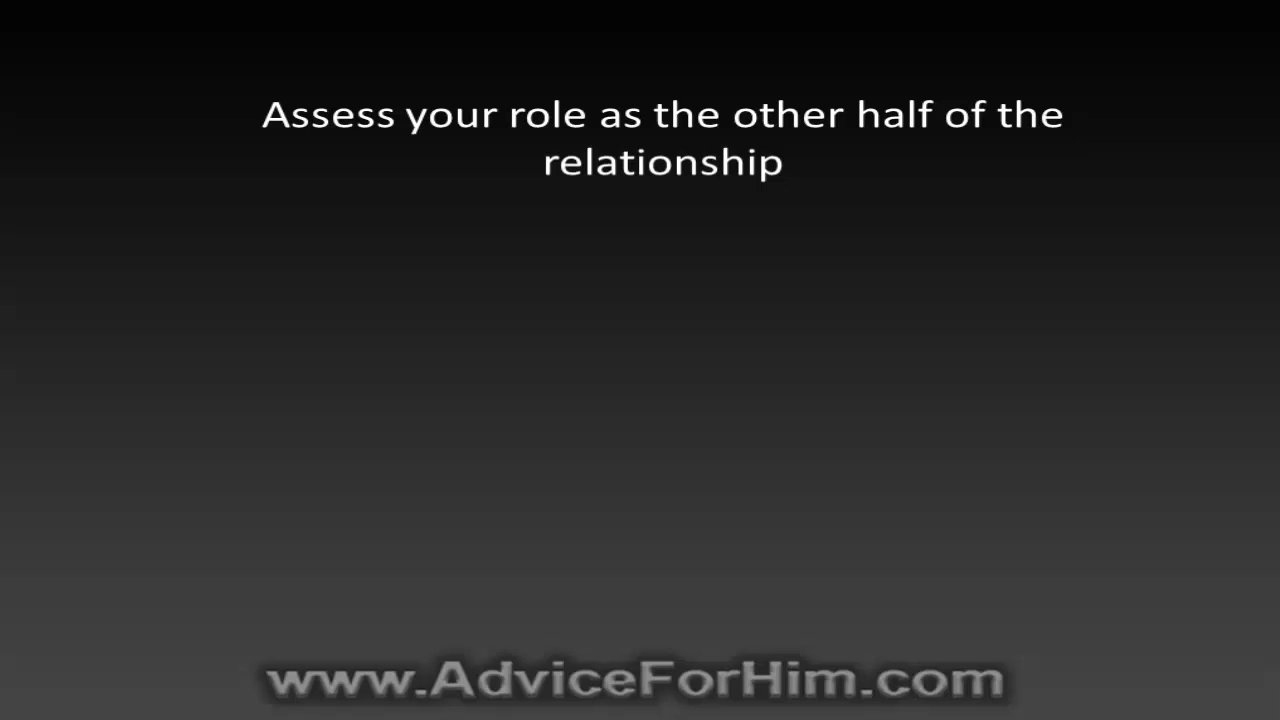 Assess your role as the other half of the
relationship
www.AdviceForHim.com